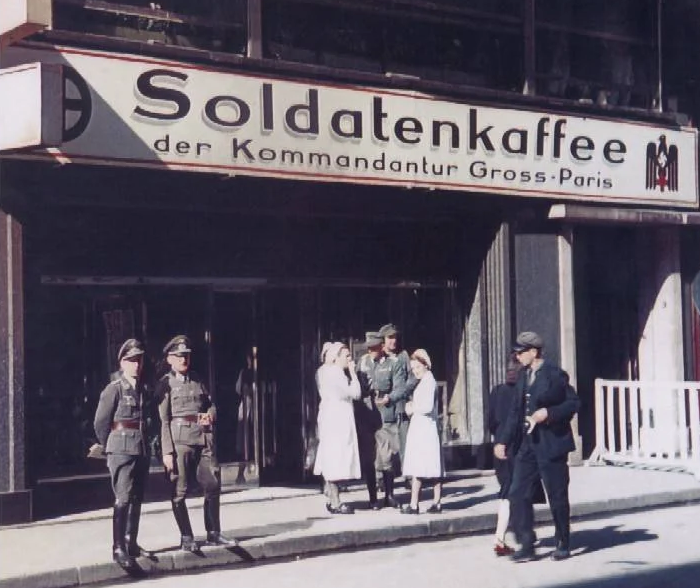 Soldatenkaffee
der Kommandantur Gross-Paris